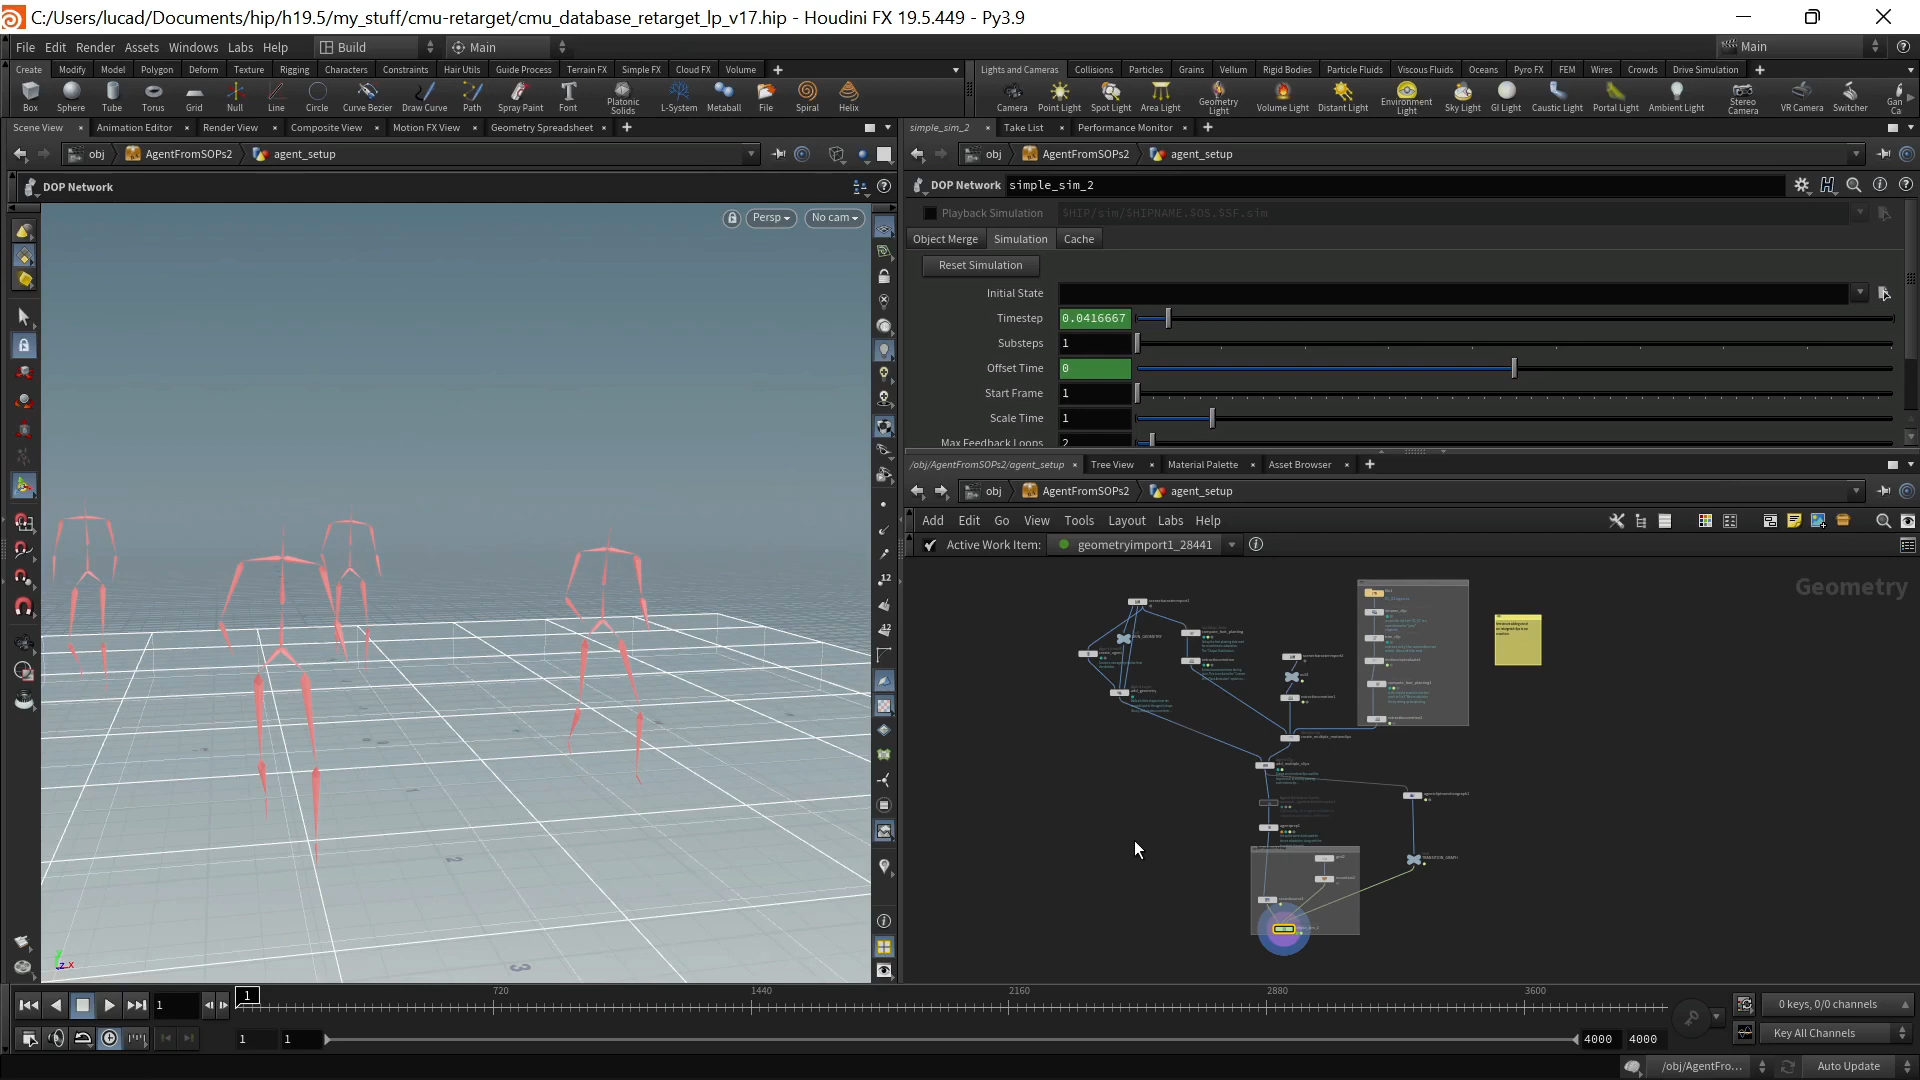 C:/Users/lucad/Documents/hip/h19.5/my_stuff/cmu-retarget/cmu_database_retarget_lp_v17.hip - Houdini FX 19.5.449 - Py3.9
File Edit Render Assets Windows Labs Help Build Main Main
Create Modify Model Polygon Deform Texture Rigging Characters Constraints Hair Utils Guide Process Terrain FX Simple FX Cloud FX Volume
Lights and Cameras Collisions Particles Grains Vellum Rigid Bodies Particle Fluids Viscous Fluids Oceans Pyro FX FEM Wires Crowds Drive Simulation
Box Sphere Tube Torus Grid Null Line Circle Curve Bezier Draw Curve Path Spray Paint Font Platonic Solids L-System Metaball File Spiral Helix
Camera Point Light Spot Light Area Light Geometry Light Volume Light Distant Light Environment Light Sky Light GI Light Caustic Light Portal Light Ambient Light Stereo Camera VR Camera Switcher
Scene View Animation Editor Render View Composite View Motion FX View Geometry Spreadsheet
simple_sim_2 Take List Performance Monitor
obj AgentFromSOPs2 agent_setup
obj AgentFromSOPs2 agent_setup
DOP Network
DOP Network simple_sim_2
Persp No cam
Playback Simulation $HIP/sim/$HIPNAME.$OS.$SF.sim
Object Merge Simulation Cache
Reset Simulation
Initial State
Timestep 0.0416667
Substeps 1
Offset Time 0
Start Frame 1
Scale Time 1
Max Feedback Loops 2
/obj/AgentFromSOPs2/agent_setup Tree View Material Palette Asset Browser
obj AgentFromSOPs2 agent_setup
Add Edit Go View Tools Layout Labs Help
Active Work Item: geometryimport1_28441
Geometry
TRANSITION_GRAPH
1 1 720 1440 2160 2880 3600
0 keys, 0/0 channels
1 1 4000 4000
Key All Channels
/obj/AgentFro... Auto Update